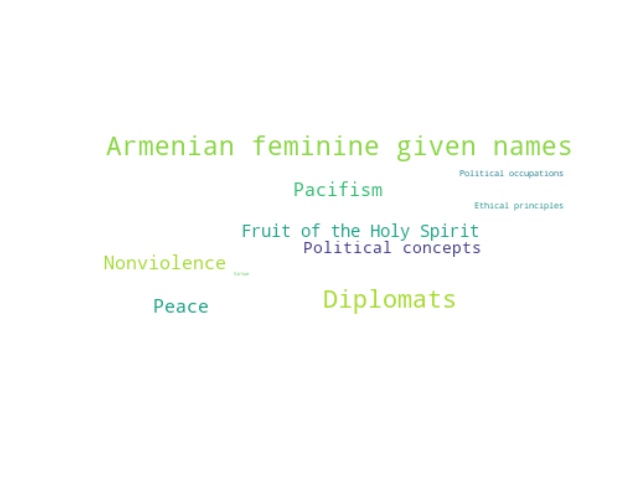 Armenian feminine given names
Political occupations
Pacifism
Ethical principles
Fruit of the Holy Spirit
Political concepts
Nonviolence
Diplomats
Peace